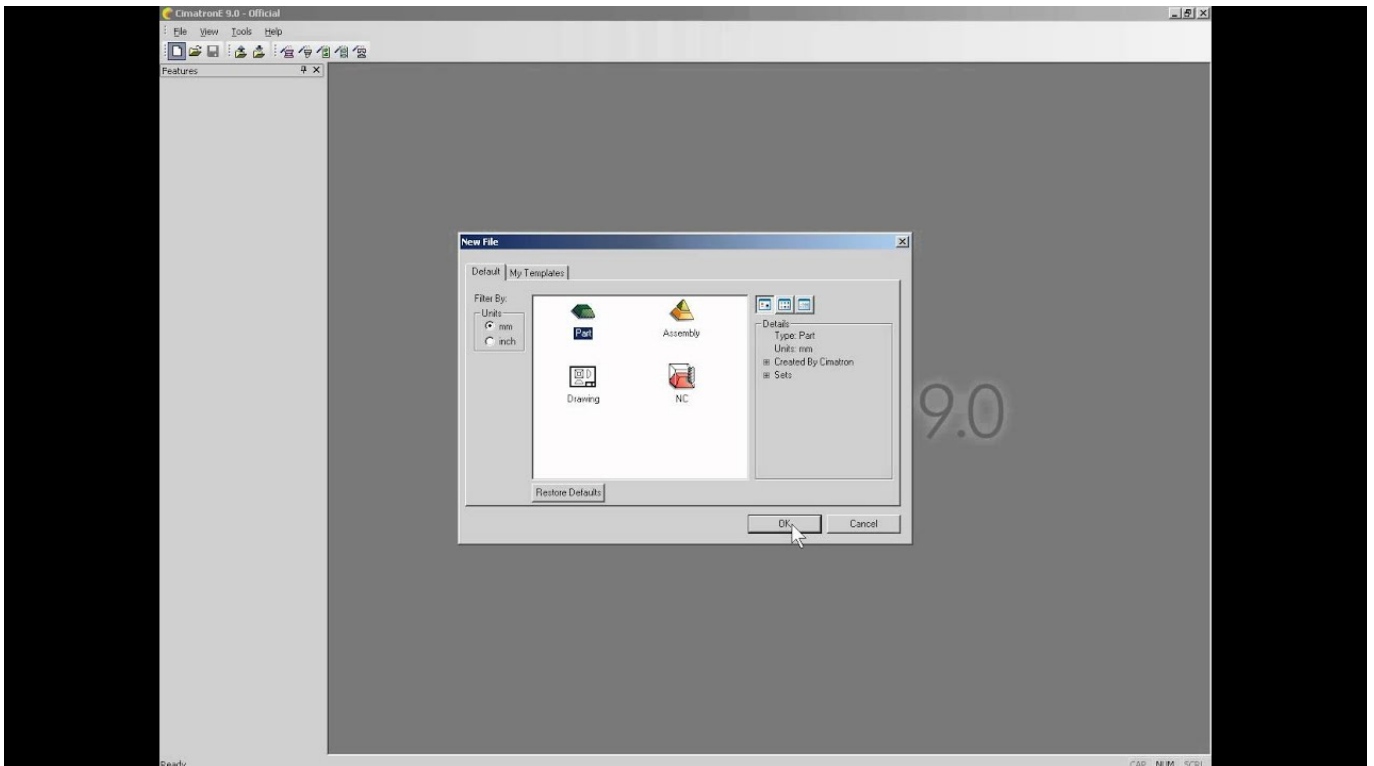 CimatronE 9.0 - Official
File View Tools Help
Features
New File
Default My Templates
Filter By:
Units
mm
inch
Part
Assembly
Drawing
NC
Details
Type: Part
Units: mm
Created By Cimatron
Sets
9.0
Restore Defaults
OK Cancel
Ready
CAP NUM SCRL